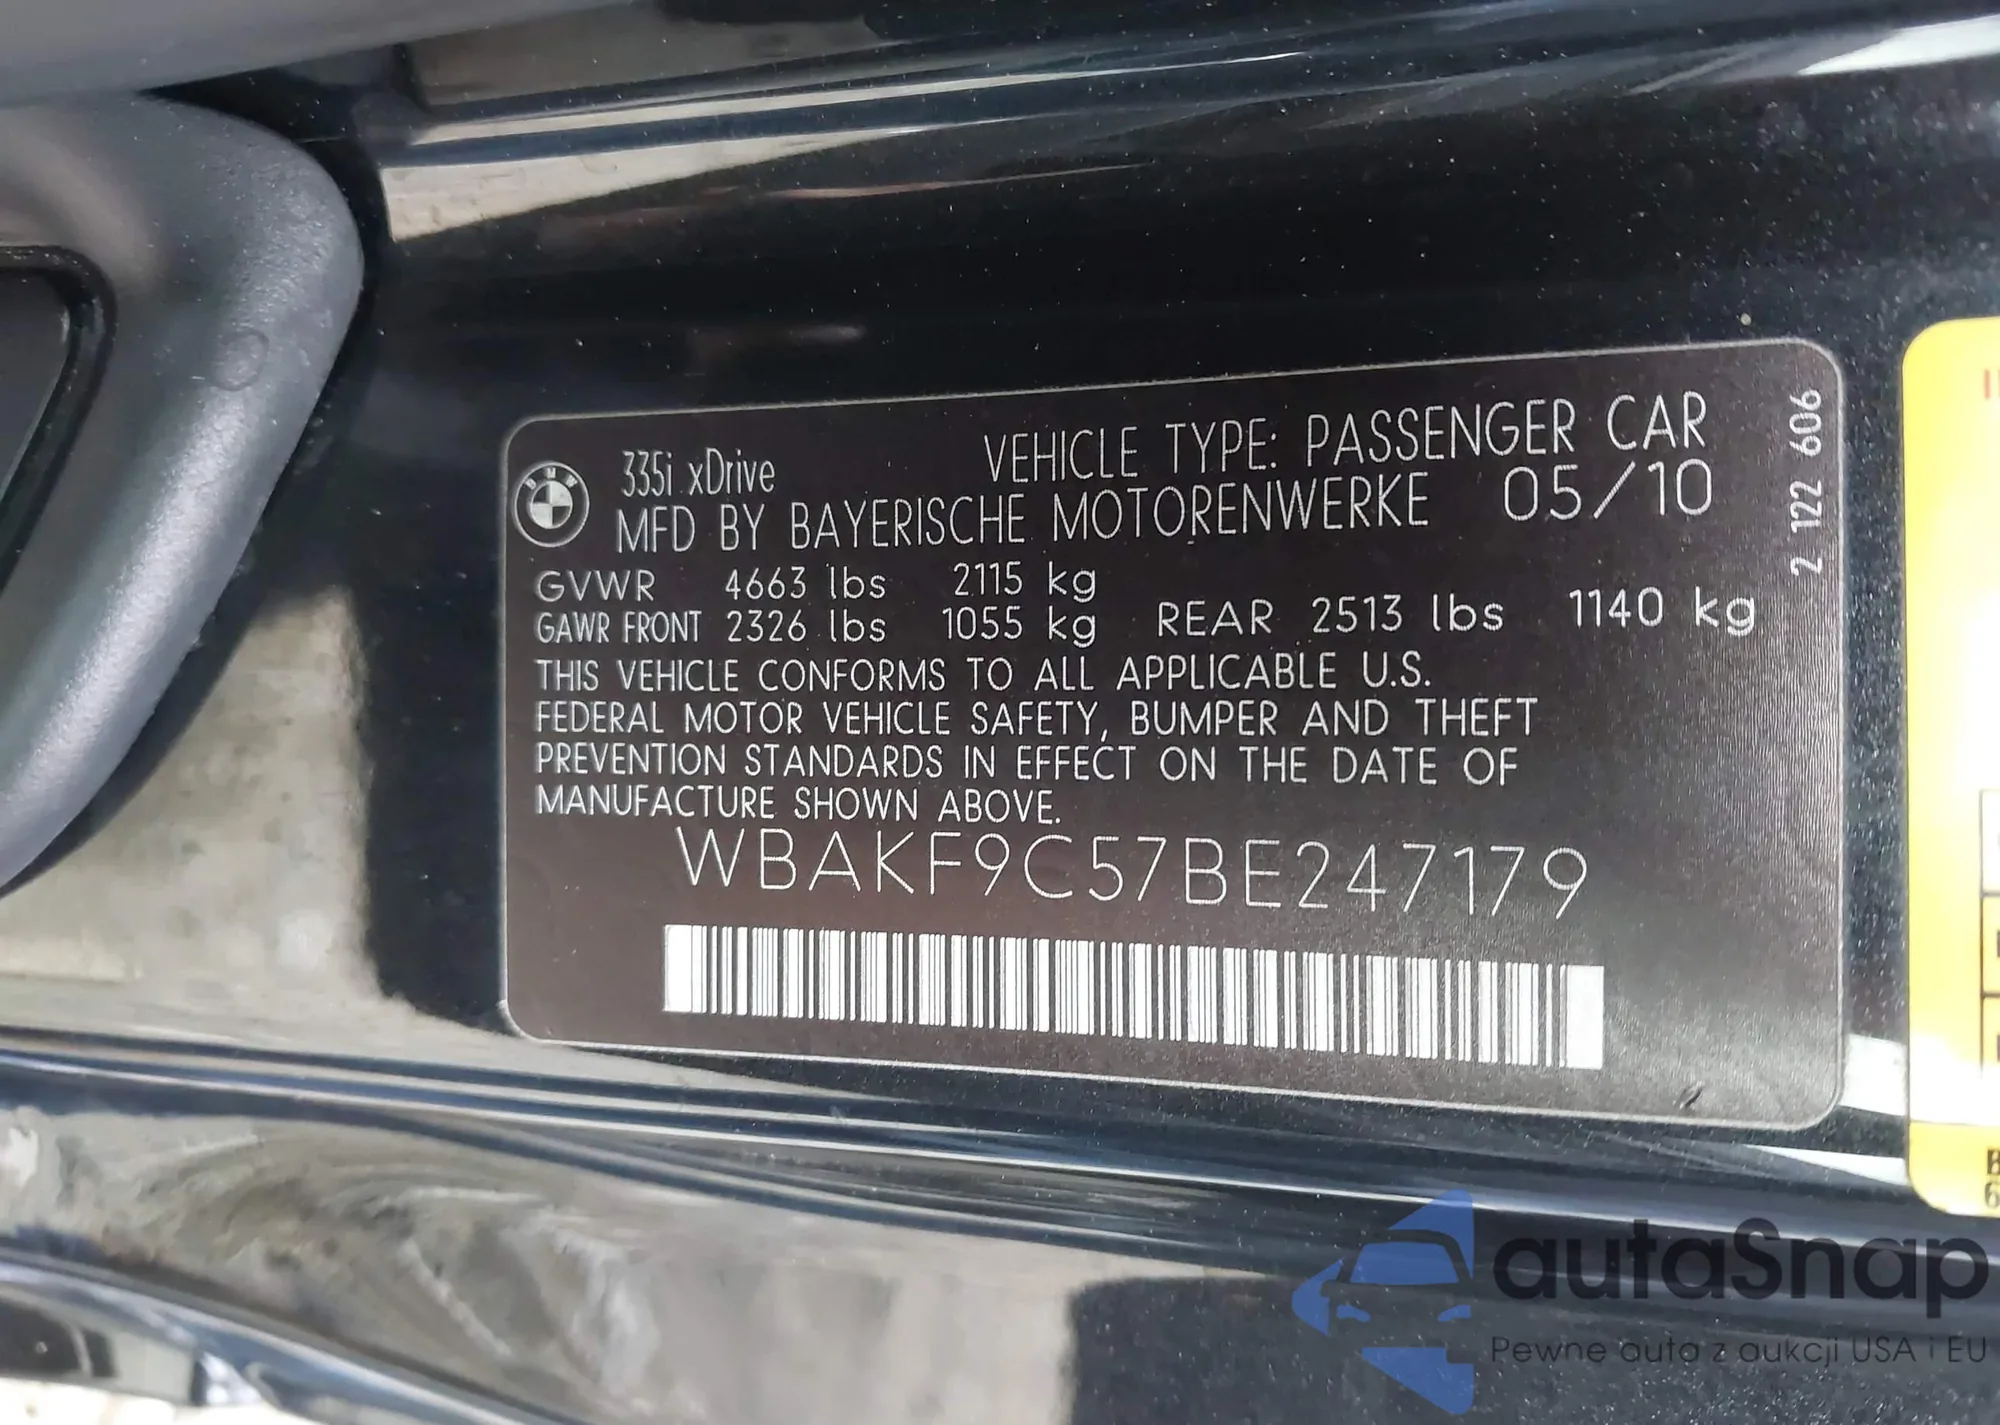 VEHICLE TYPE: PASSENGER CAR
335i xDrive
MFD BY BAYERISCHE MOTORENWERKE 05/10
GVWR 4663 lbs 2115 kg
GAWR FRONT 2326 lbs 1055 kg REAR 2513 lbs 1140 kg
THIS VEHICLE CONFORMS TO ALL APPLICABLE U.S.
FEDERAL MOTOR VEHICLE SAFETY, BUMPER AND THEFT
PREVENTION STANDARDS IN EFFECT ON THE DATE OF
MANUFACTURE SHOWN ABOVE.
WBAKF9C57BE247179
2 122 606
BMW
autaSnap
Pewne auta z aukcji USA i EU